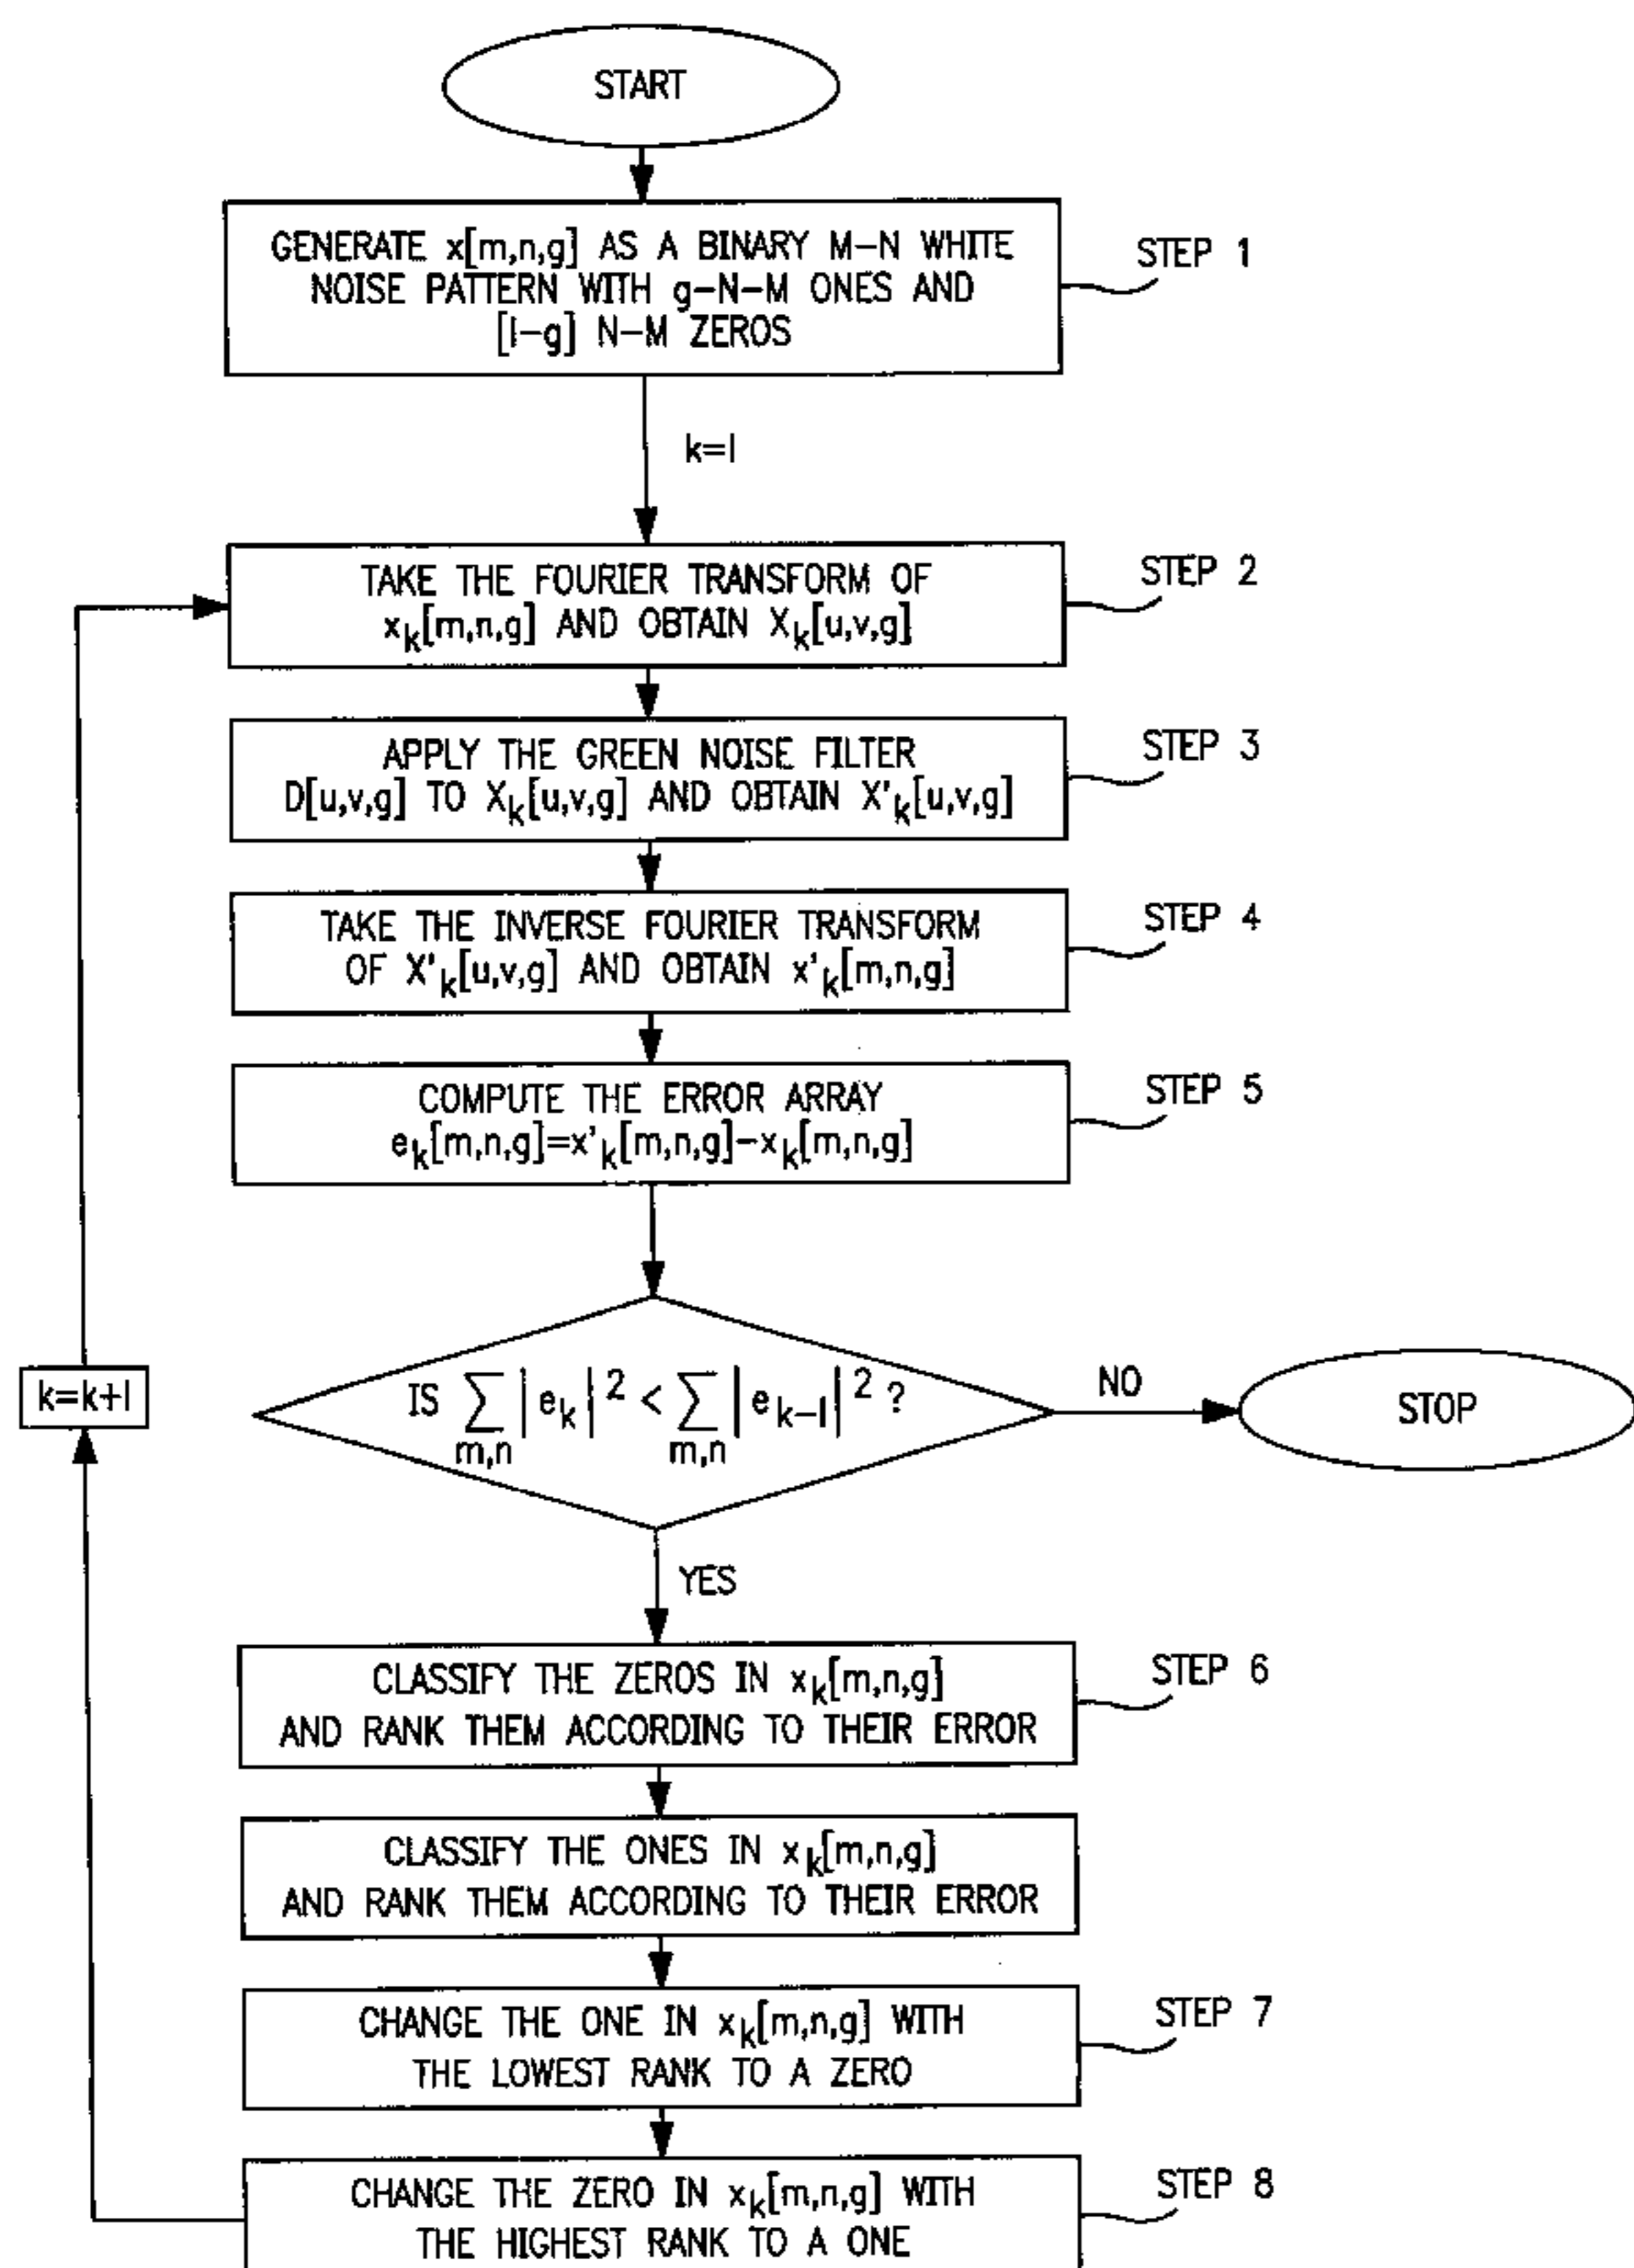 START
GENERATE x[m,n,g] AS A BINARY M-N WHITE
NOISE PATTERN WITH g-N-M ONES AND
[1-g] N-M ZEROS
STEP 1
k=1
TAKE THE FOURIER TRANSFORM OF
xk[m,n,g] AND OBTAIN Xk[u,v,g]
STEP 2
APPLY THE GREEN NOISE FILTER
D[u,v,g] TO Xk[u,v,g] AND OBTAIN X'k[u,v,g]
STEP 3
TAKE THE INVERSE FOURIER TRANSFORM
OF X'k[u,v,g] AND OBTAIN x'k[m,n,g]
STEP 4
COMPUTE THE ERROR ARRAY
ek[m,n,g]=x'k[m,n,g]-xk[m,n,g]
STEP 5
k=k+1
IS ∑ |ek|² < ∑ |ek-1|² ?
m,n m,n
NO
STOP
YES
CLASSIFY THE ZEROS IN xk[m,n,g]
AND RANK THEM ACCORDING TO THEIR ERROR
STEP 6
CLASSIFY THE ONES IN xk[m,n,g]
AND RANK THEM ACCORDING TO THEIR ERROR
CHANGE THE ONE IN xk[m,n,g] WITH
THE LOWEST RANK TO A ZERO
STEP 7
CHANGE THE ZERO IN xk[m,n,g] WITH
THE HIGHEST RANK TO A ONE
STEP 8